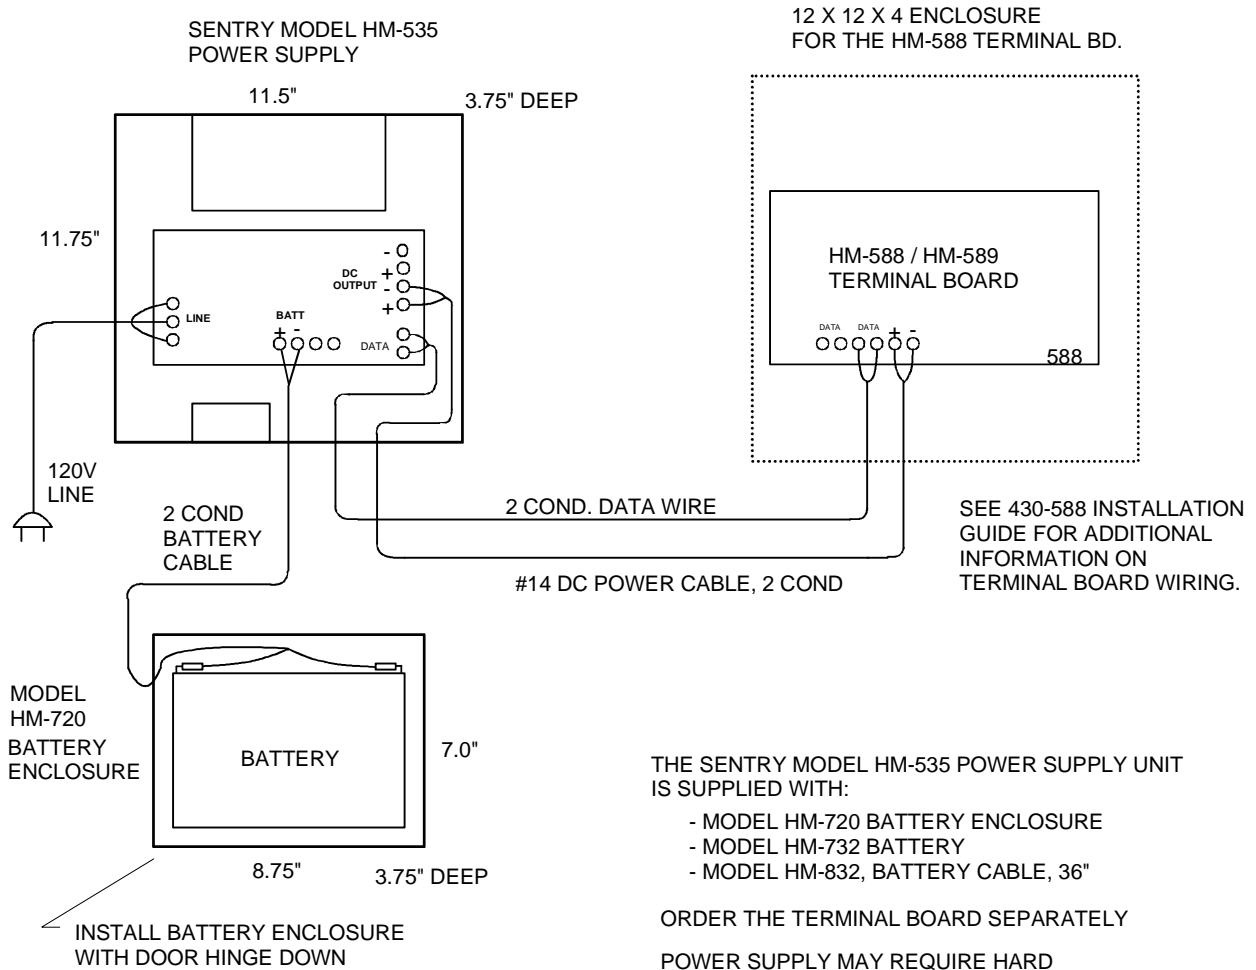 SENTRY MODEL HM-535
POWER SUPPLY
12 X 12 X 4 ENCLOSURE
FOR THE HM-588 TERMINAL BD.
11.5"
3.75" DEEP
11.75"
-
+
DC
OUTPUT
-
+
LINE
BATT
+ -
DATA
HM-588 / HM-589
TERMINAL BOARD
DATA DATA + -
588
120V
LINE
2 COND
BATTERY
CABLE
2 COND. DATA WIRE
#14 DC POWER CABLE, 2 COND
SEE 430-588 INSTALLATION
GUIDE FOR ADDITIONAL
INFORMATION ON
TERMINAL BOARD WIRING.
MODEL
HM-720
BATTERY
ENCLOSURE
BATTERY
7.0"
8.75"
3.75" DEEP
INSTALL BATTERY ENCLOSURE
WITH DOOR HINGE DOWN
THE SENTRY MODEL HM-535 POWER SUPPLY UNIT
IS SUPPLIED WITH:
- MODEL HM-720 BATTERY ENCLOSURE
- MODEL HM-732 BATTERY
- MODEL HM-832, BATTERY CABLE, 36"
ORDER THE TERMINAL BOARD SEPARATELY
POWER SUPPLY MAY REQUIRE HARD